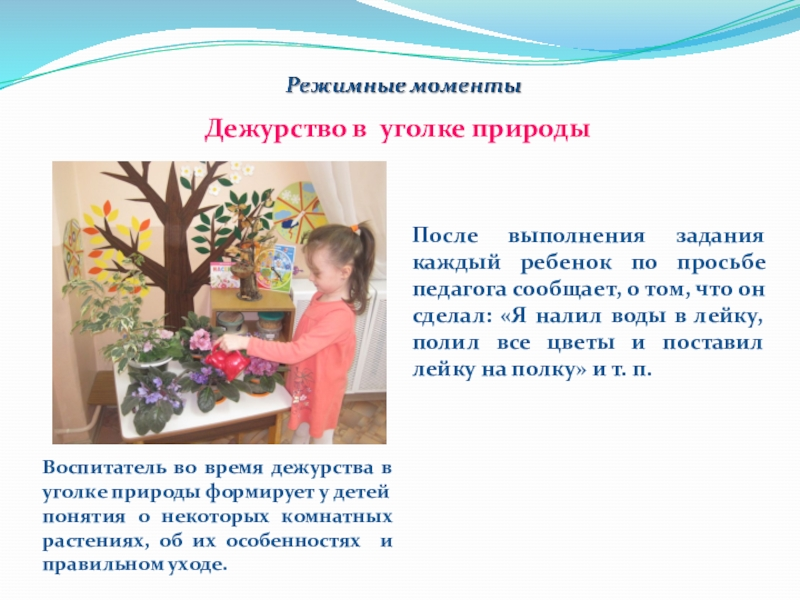 Режимные моменты
Дежурство в уголке природы
После выполнения задания
каждый ребенок по просьбе
педагога сообщает, о том, что он
сделал: «Я налил воды в лейку,
полил все цветы и поставил
лейку на полку» и т. п.
Воспитатель во время дежурства в
уголке природы формирует у детей
понятия о некоторых комнатных
растениях, об их особенностях и
правильном уходе.